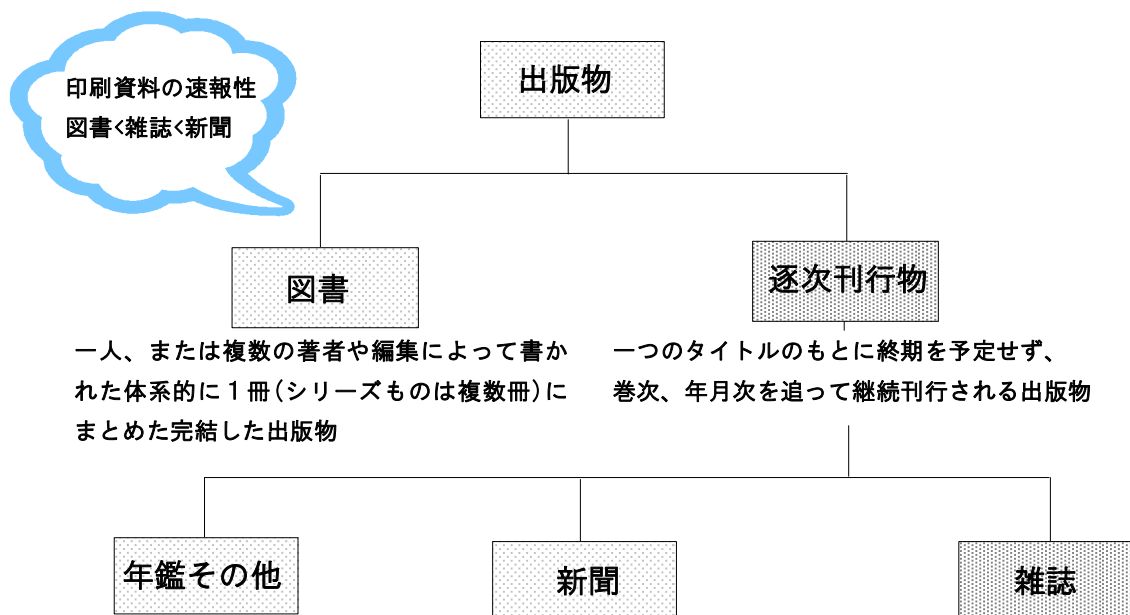 印刷資料の速報性
図書<雑誌<新聞
出版物
図書
逐次刊行物
一人、または複数の著者や編集によって書か
れた体系的に１冊(シリーズものは複数冊)に
まとめた完結した出版物
一つのタイトルのもとに終期を予定せず、
巻次、年月次を追って継続刊行される出版物
年鑑その他
新聞
雑誌